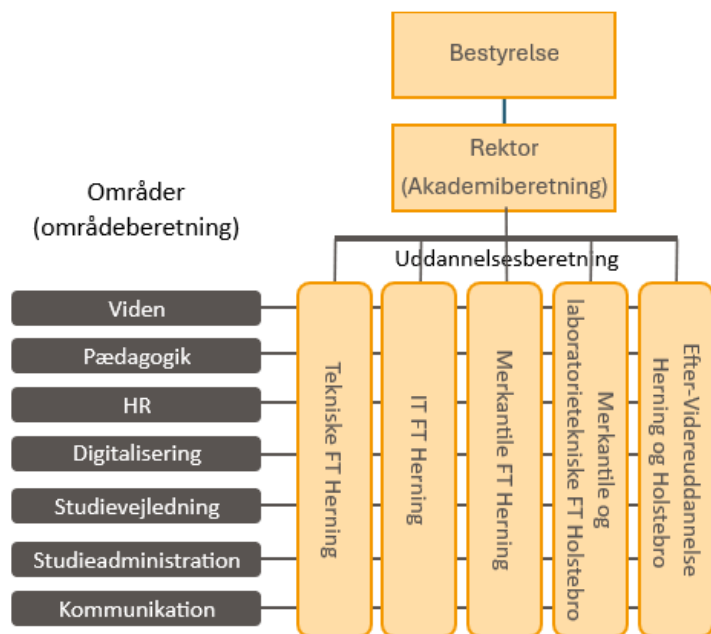 Bestyrelse
Rektor
(Akademiberetning)
Områder
(områdeberetning)
Uddannelsesberetning
Viden
Pædagogik
HR
Digitalisering
Studievejledning
Studieadministration
Kommunikation
Tekniske FT Herning
IT FT Herning
Merkantile FT Herning
Merkantile og
laboratorietekniske FT Holstebro
Efter-Videreuddannelse
Herning og Holstebro